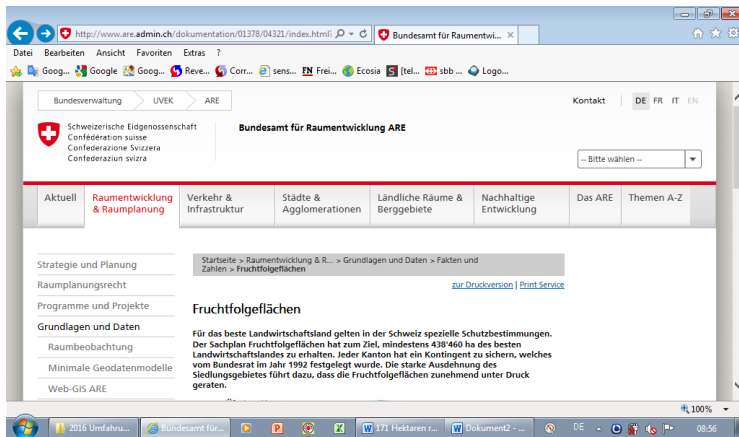 http://www.are.admin.ch/dokumentation/01378/04321/index.html?
Bundesamt für Raumentwi... ×
Datei Bearbeiten Ansicht Favoriten Extras ?
Goog... Google Goog... Reve... Corr... sens... FN Frei... Ecosia [tel... sbb ... Logo...
Bundesverwaltung UVEK ARE
Kontakt DE FR IT EN
Schweizerische Eidgenossenschaft
Confédération suisse
Confederazione Svizzera
Confederaziun svizra
Bundesamt für Raumentwicklung ARE
-- Bitte wählen --
Aktuell
Raumentwicklung
& Raumplanung
Verkehr &
Infrastruktur
Städte &
Agglomerationen
Ländliche Räume &
Berggebiete
Nachhaltige
Entwicklung
Das ARE
Themen A-Z
Strategie und Planung
Raumplanungsrecht
Programme und Projekte
Grundlagen und Daten
Raumbeobachtung
Minimale Geodatenmodelle
Web-GIS ARE
Startseite > Raumentwicklung & R... > Grundlagen und Daten > Fakten und
Zahlen > Fruchtfolgeflächen
zur Druckversion | Print Service
Fruchtfolgeflächen
Für das beste Landwirtschaftsland gelten in der Schweiz spezielle Schutzbestimmungen.
Der Sachplan Fruchtfolgeflächen hat zum Ziel, mindestens 438'460 ha des besten
Landwirtschaftslandes zu erhalten. Jeder Kanton hat ein Kontingent zu sichern, welches
vom Bundesrat im Jahr 1992 festgelegt wurde. Die starke Ausdehnung des
Siedlungsgebietes führt dazu, dass die Fruchtfolgeflächen zunehmend unter Druck
geraten.
100%
2016 Umfahru... Bundesamt für... 171 Hektaren r... Dokument2 - ... DE 08:56